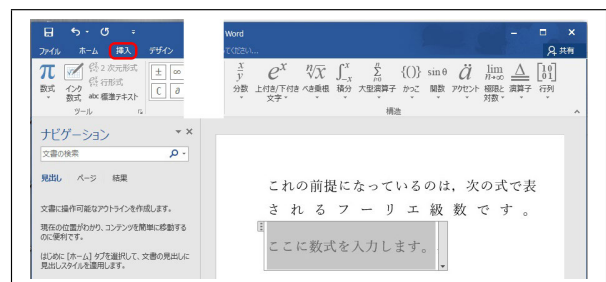 Word
ファイル ホーム 挿入 デザイン
共有
π
数式
インク数式
2 次元形式
行形式
abc 標準テキスト
± ∞
ツール
x/y 分数
eˣ 上付き/下付き文字
ⁿ√x べき乗根
∫ 積分
Σ 大型演算子
{()} かっこ
sin θ 関数
ä アクセント
lim n→∞ 極限と対数
△ 演算子
[1 0 0 1] 行列
構造
ナビゲーション
文書の検索
見出し ページ 結果
文書に操作可能なアウトラインを作成します。
現在の位置がわかり、コンテンツを簡単に移動する
のに便利です。
はじめに [ホーム] タブを選択して、文書の見出しに
見出しスタイルを適用します。
これの前提になっているのは，次の式で表
されるフーリエ級数です。
ここに数式を入力します。